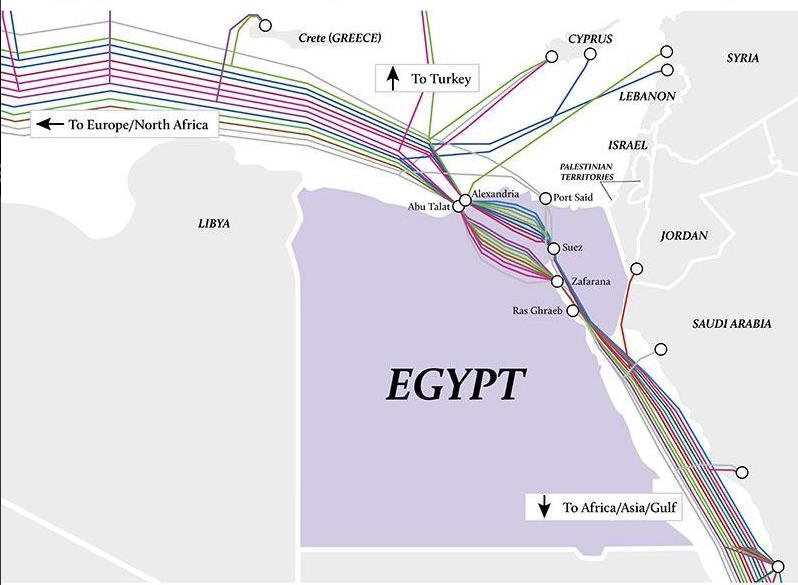 Crete (GREECE)
CYPRUS
SYRIA
To Turkey
LEBANON
To Europe/North Africa
ISRAEL
PALESTINIAN
TERRITORIES
Alexandria
Abu Talat
Port Said
LIBYA
JORDAN
Suez
Zafarana
Ras Ghraeb
SAUDI ARABIA
EGYPT
To Africa/Asia/Gulf